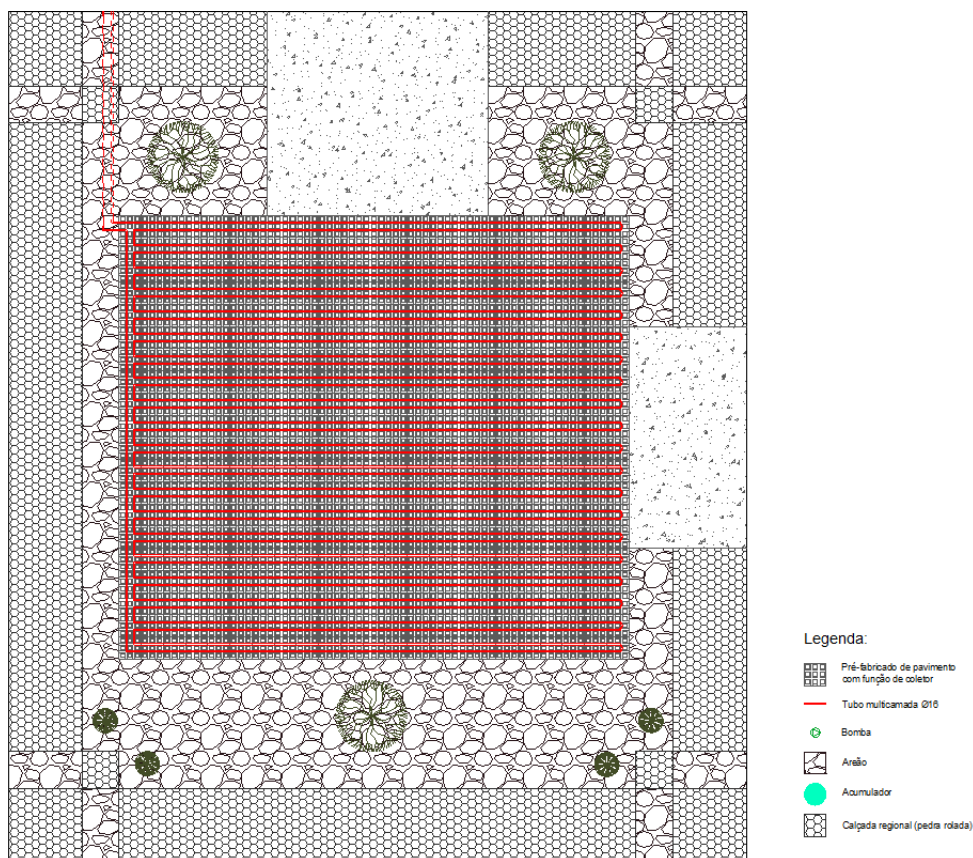 Legenda:
Pré-fabricado de pavimento
com função de coletor
Tubo multicamada Ø16
Bomba
Areão
Acumulador
Calçada regional (pedra rolada)